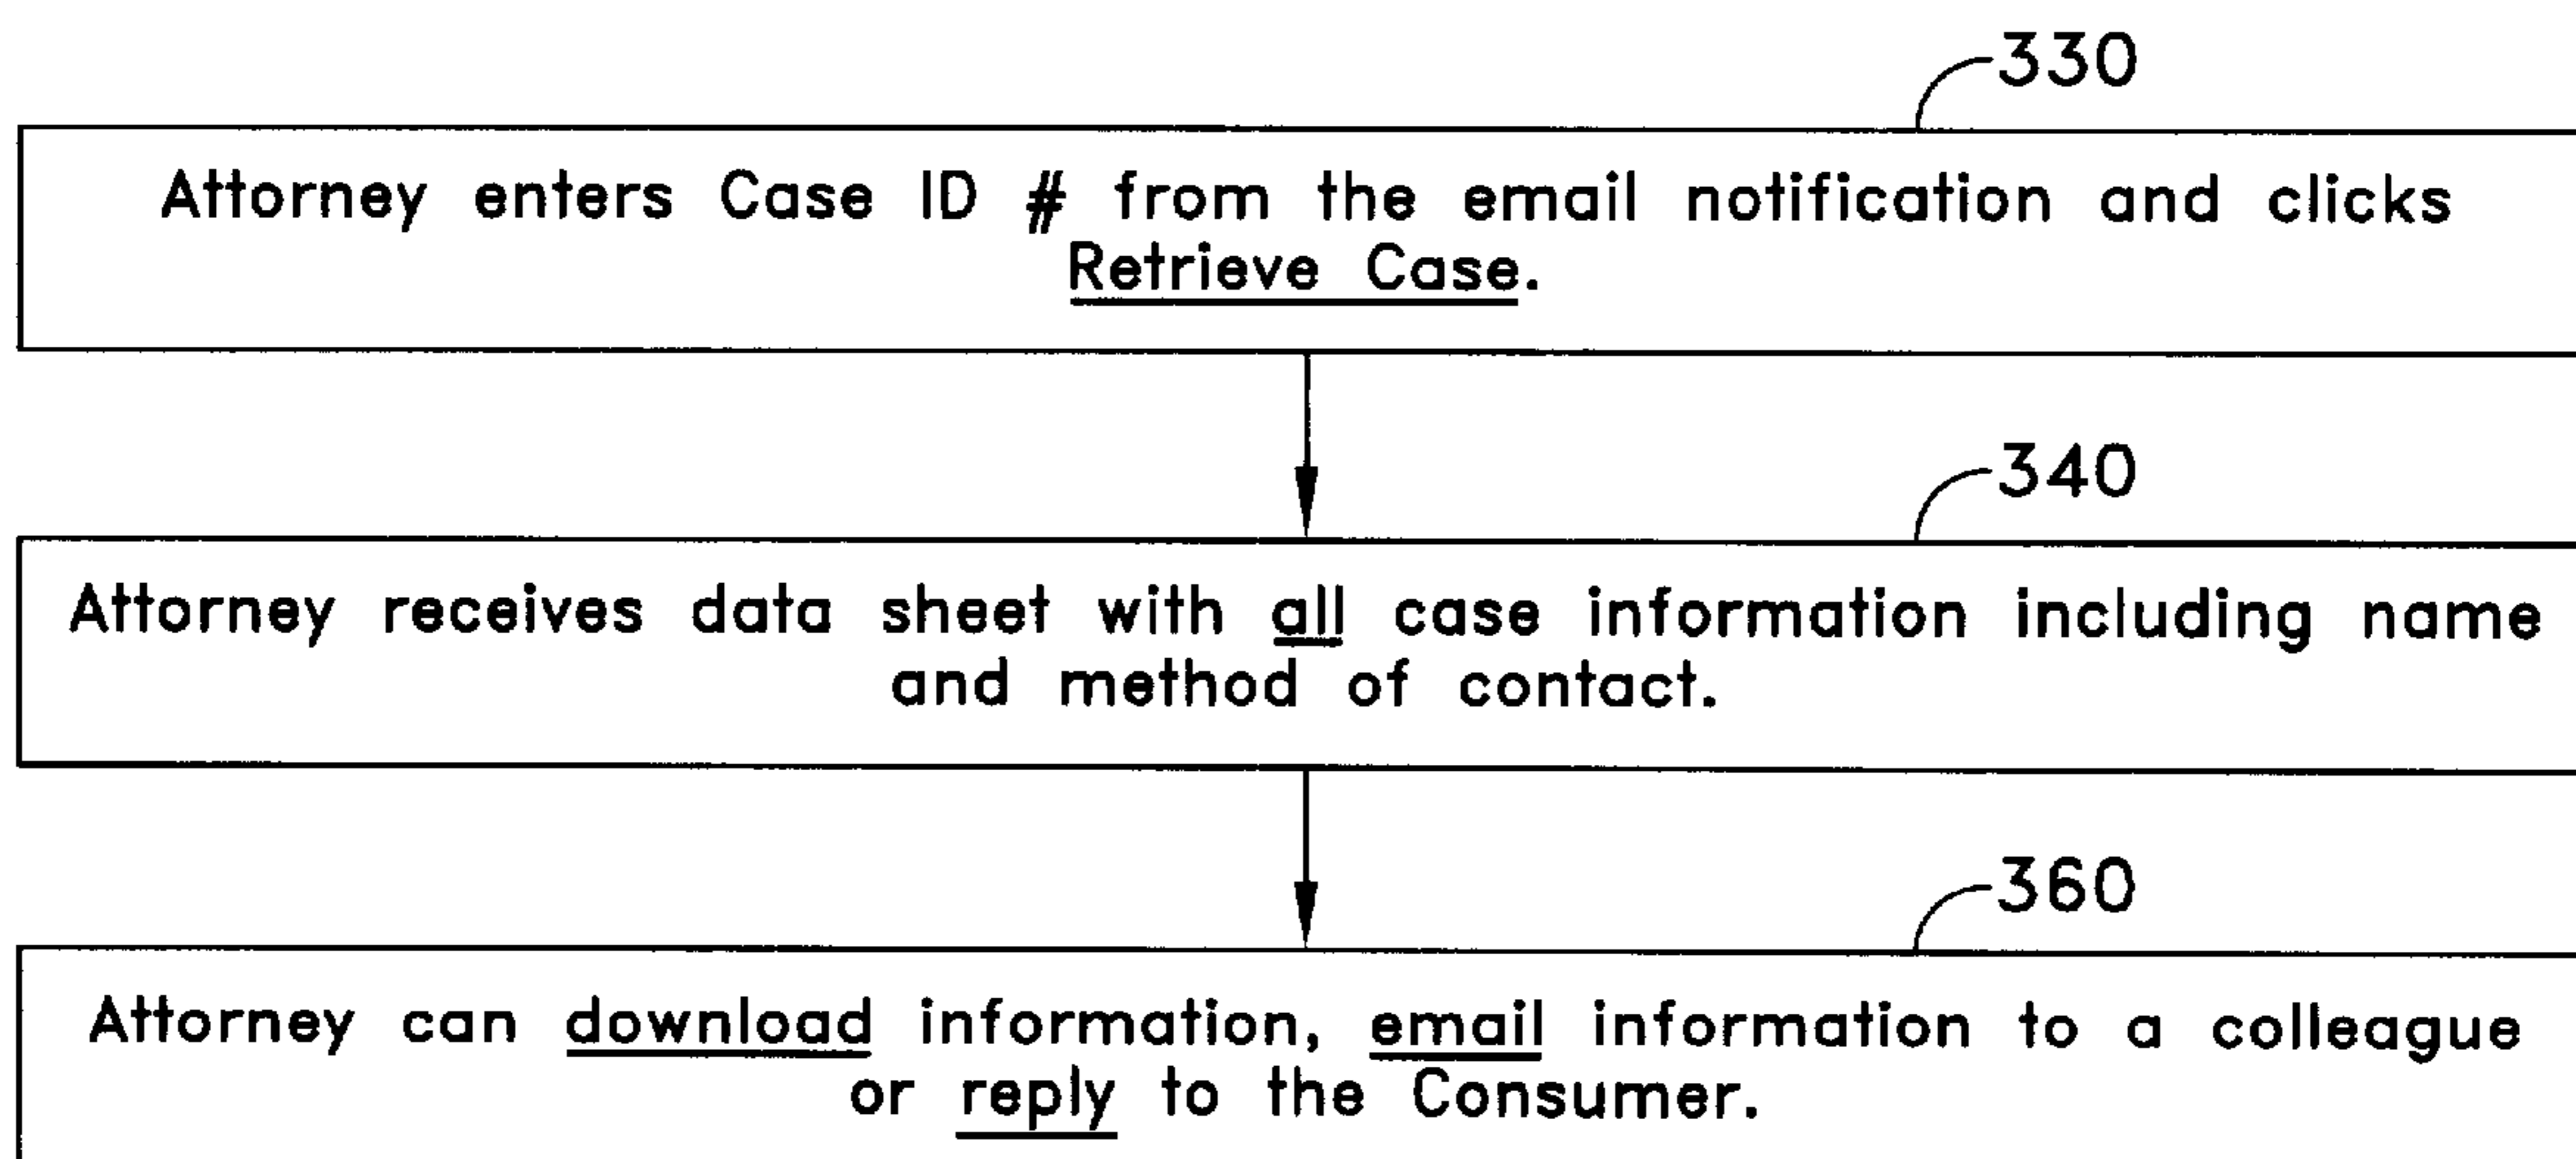 330
Attorney enters Case ID # from the email notification and clicks
Retrieve Case.
340
Attorney receives data sheet with all case information including name
and method of contact.
360
Attorney can download information, email information to a colleague
or reply to the Consumer.